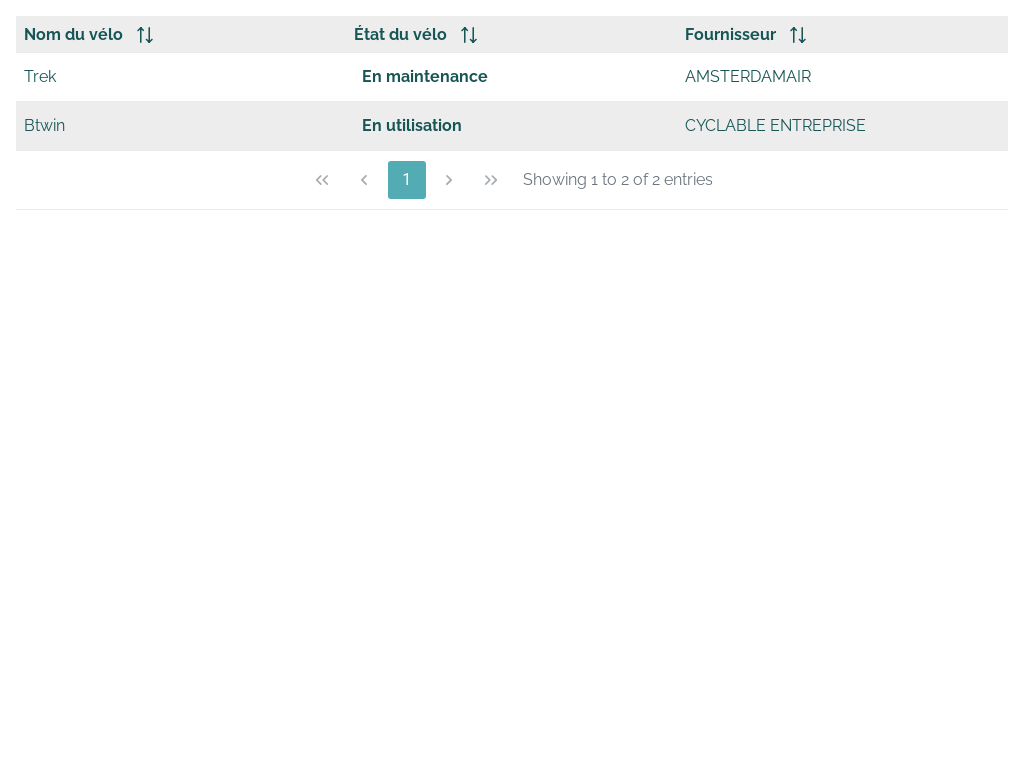 Nom du vélo État du vélo Fournisseur
Trek En maintenance AMSTERDAMAIR
Btwin En utilisation CYCLABLE ENTREPRISE
1 Showing 1 to 2 of 2 entries